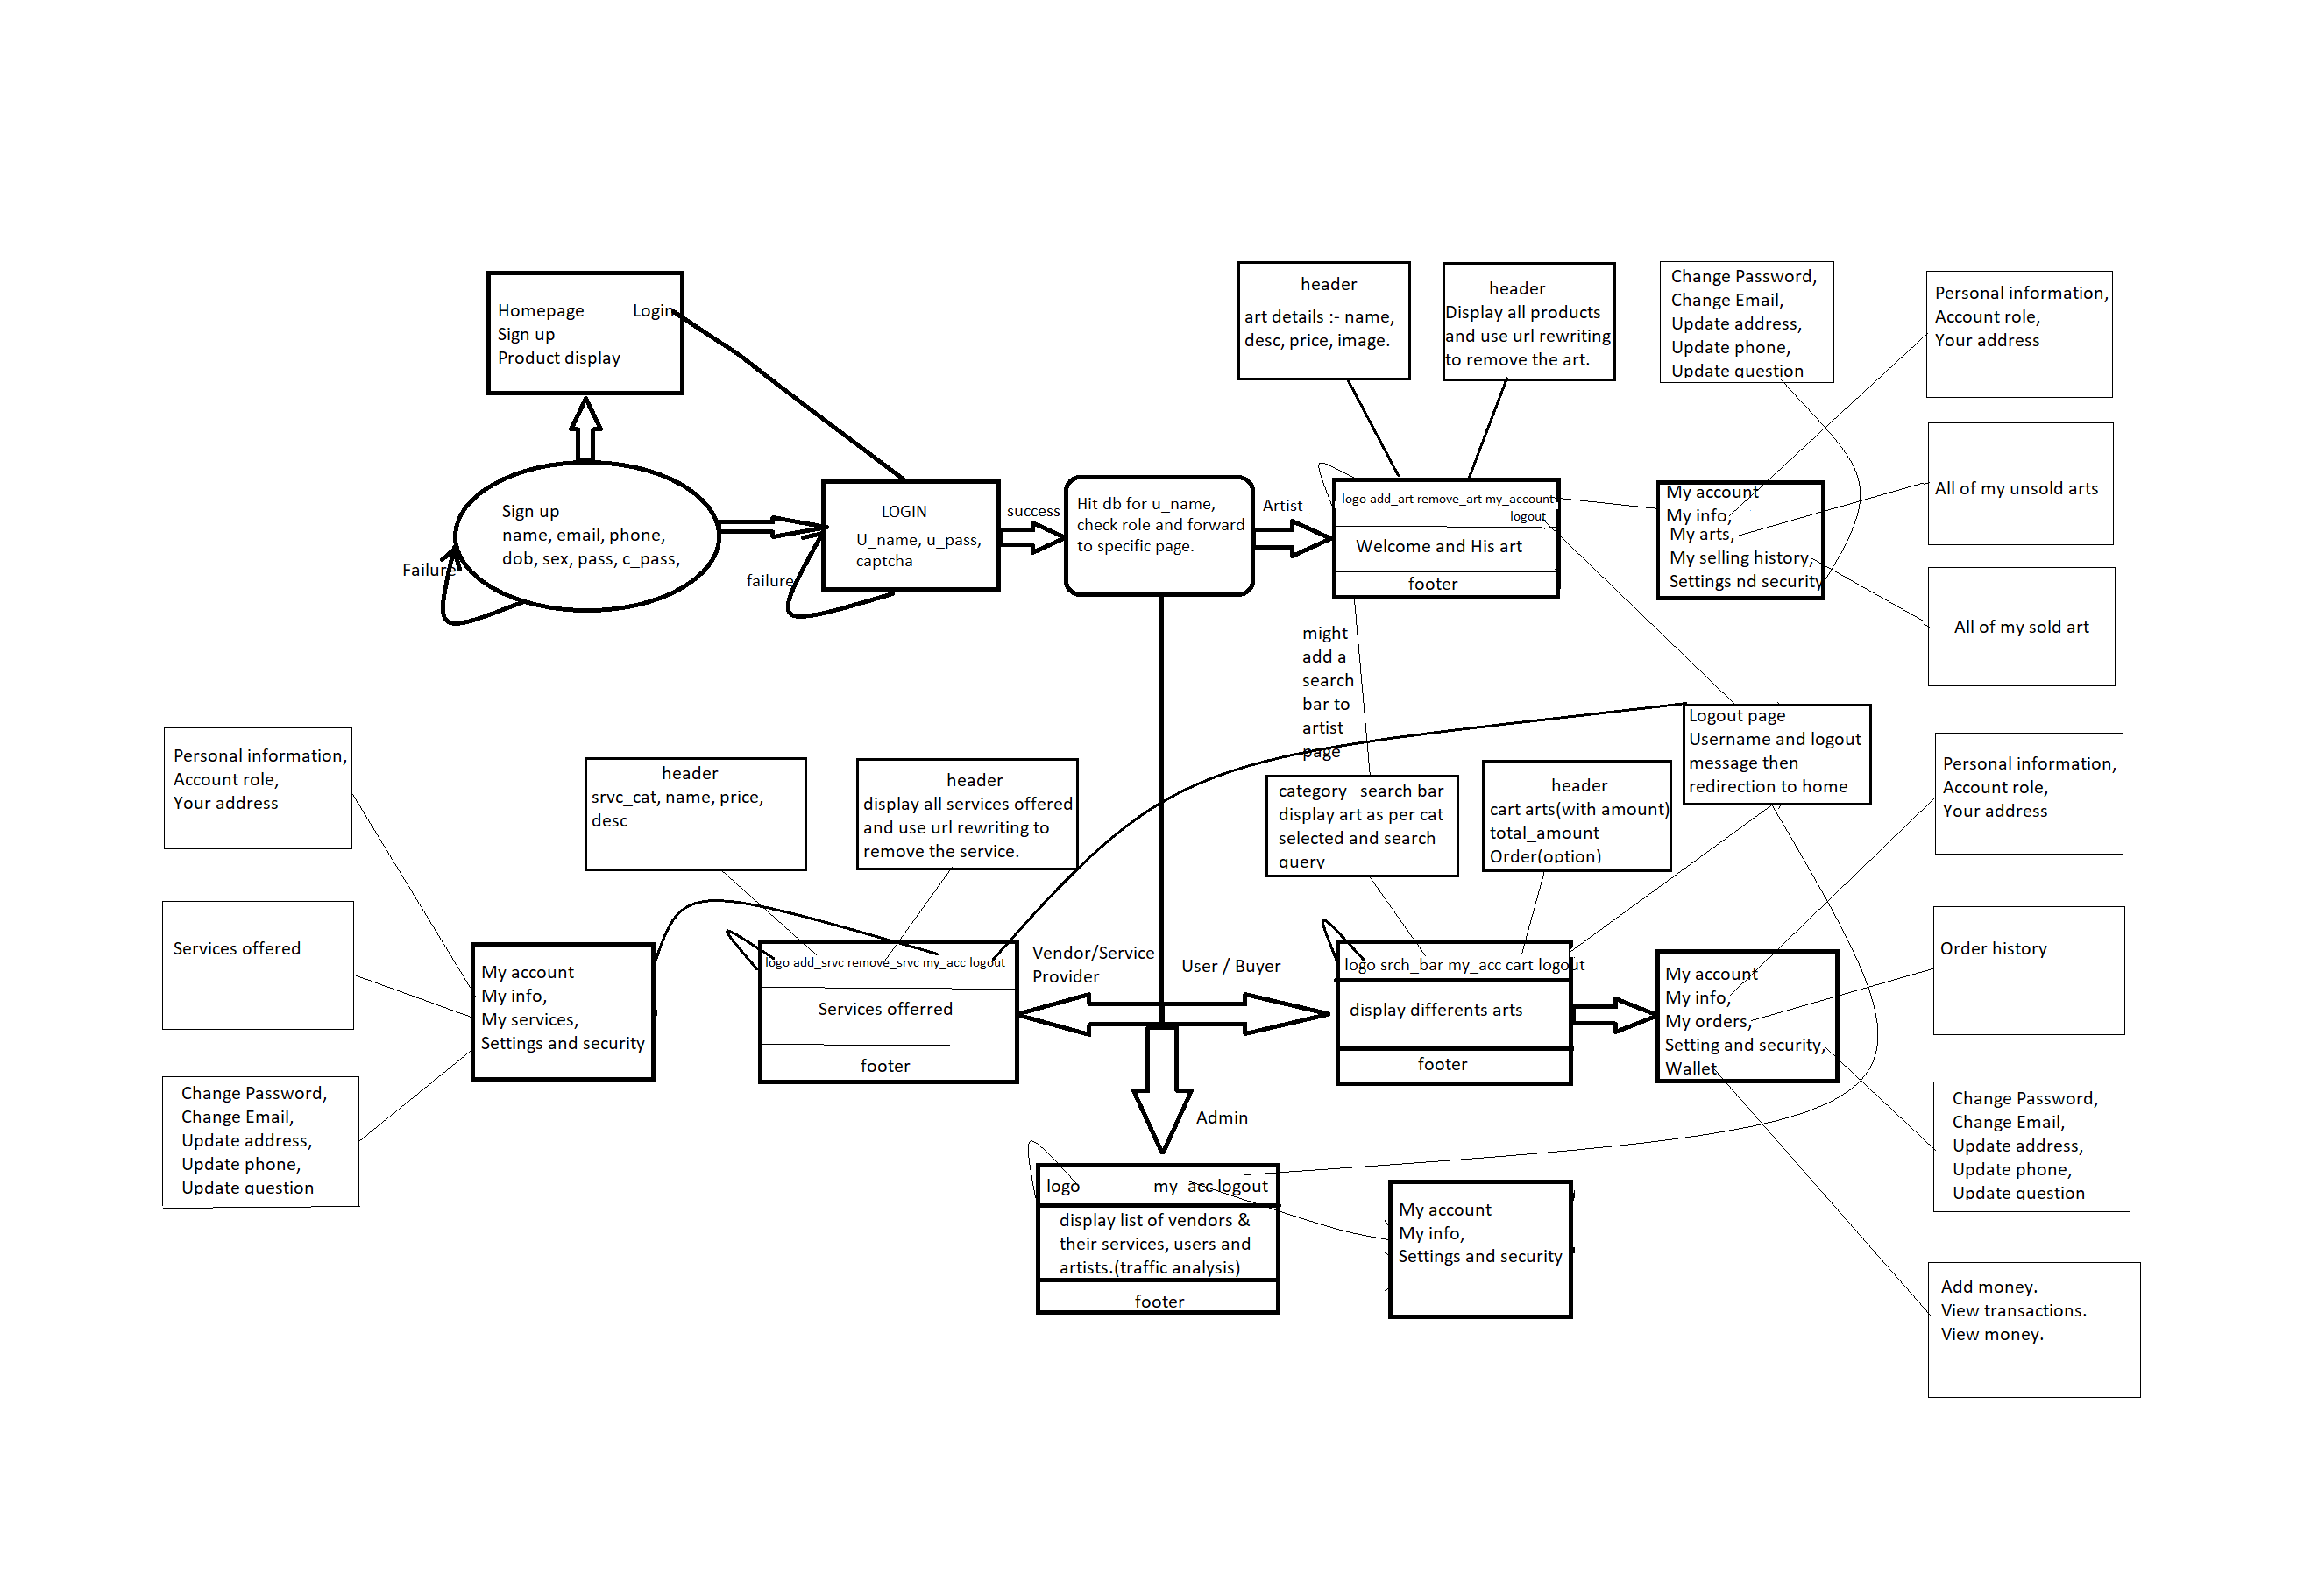 Homepage Login
Sign up
Product display
Sign up
name, email, phone,
dob, sex, pass, c_pass,
Failure
LOGIN
U_name, u_pass,
captcha
failure
success
Hit db for u_name,
check role and forward
to specific page.
Artist
header
art details :- name,
desc, price, image.
header
Display all products
and use url rewriting
to remove the art.
logo add_art remove_art my_account
logout
Welcome and His art
footer
Change Password,
Change Email,
Update address,
Update phone,
Update question
My account
My info,
My arts,
My selling history,
Settings nd security
Personal information,
Account role,
Your address
All of my unsold arts
All of my sold art
might
add a
search
bar to
artist
page
Logout page
Username and logout
message then
redirection to home
Personal information,
Account role,
Your address
Services offered
Change Password,
Change Email,
Update address,
Update phone,
Update question
My account
My info,
My services,
Settings and security
header
srvc_cat, name, price,
desc
header
display all services offered
and use url rewriting to
remove the service.
logo add_srvc remove_srvc my_acc logout
Services offerred
footer
Vendor/Service
Provider
User / Buyer
Admin
category search bar
display art as per cat
selected and search
query
header
cart arts(with amount)
total_amount
Order(option)
logo srch_bar my_acc cart logout
display differents arts
footer
My account
My info,
My orders,
Setting and security,
Wallet
Personal information,
Account role,
Your address
Order history
Change Password,
Change Email,
Update address,
Update phone,
Update question
Add money.
View transactions.
View money.
logo my_acc logout
display list of vendors &
their services, users and
artists.(traffic analysis)
footer
My account
My info,
Settings and security